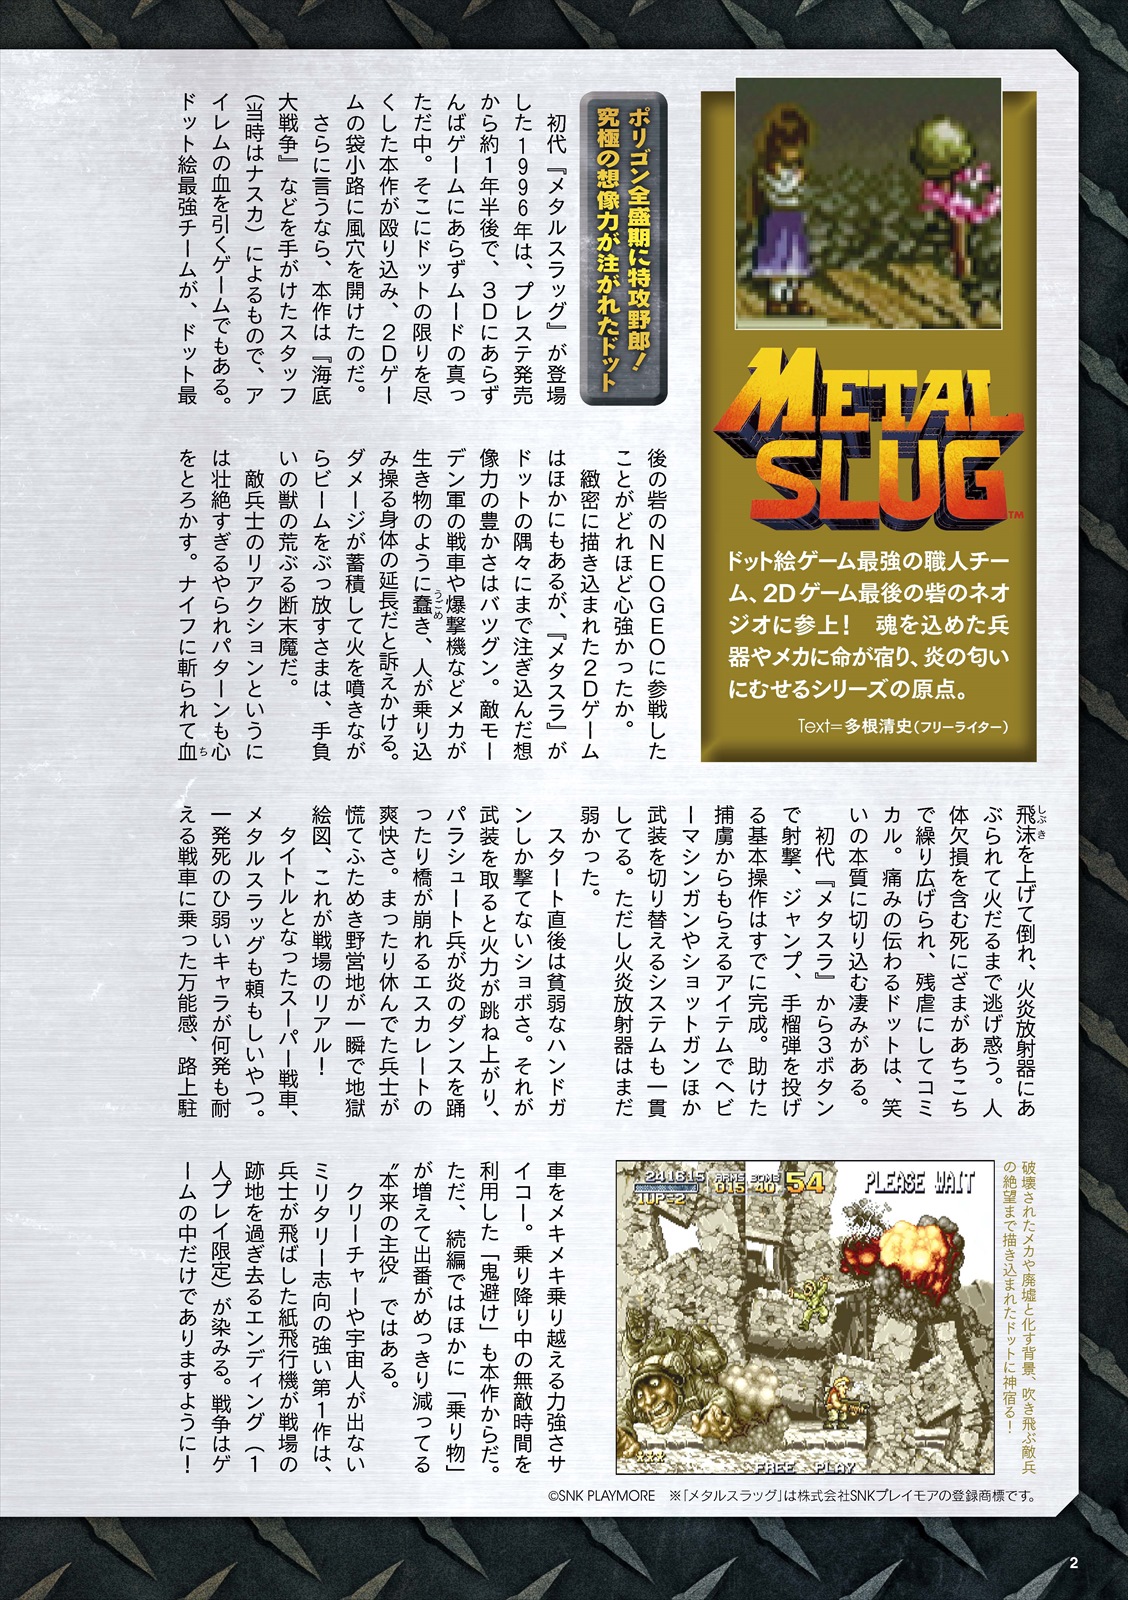 METAL
SLUG
TM
ドット絵ゲーム最強の職人チー
ム、2Dゲーム最後の砦のネオ
ジオに参上!　魂を込めた兵
器やメカに命が宿り、炎の匂い
にむせるシリーズの原点。
Text=多根清史(フリーライター)
ポリゴン全盛期に特攻野郎!
究極の想像力が注がれたドット
初代『メタルスラッグ』が登場
した1996年は、プレステ発売
から約1年半後で、3Dにあらず
んばゲームにあらずムードの真っ
ただ中。そこにドットの限りを尽
くした本作が殴り込み、2Dゲー
ムの袋小路に風穴を開けたのだ。
さらに言うなら、本作は『海底
大戦争』などを手がけたスタッフ
(当時はナスカ)によるもので、ア
イレムの血を引くゲームでもある。
ドット絵最強チームが、ドット最
後の砦のNEOGEOに参戦した
ことがどれほど心強かったか。
緻密に描き込まれた2Dゲーム
はほかにもあるが、『メタスラ』が
ドットの隅々にまで注ぎ込んだ想
像力の豊かさはバツグン。敵モー
デン軍の戦車や爆撃機などメカが
生き物のように蠢き、人が乗り込
うごめ
み操る身体の延長だと訴えかける。
ダメージが蓄積して火を噴きなが
らビームをぶっ放すさまは、手負
いの獣の荒ぶる断末魔だ。
敵兵士のリアクションというに
は壮絶すぎるやられパターンも心
をとろかす。ナイフに斬られて血
ち
飛沫を上げて倒れ、火炎放射器にあ
しぶき
ぶられて火だるまで逃げ惑う。人
体欠損を含む死にざまがあちこち
で繰り広げられ、残虐にしてコミ
カル。痛みの伝わるドットは、笑
いの本質に切り込む凄みがある。
初代『メタスラ』から3ボタン
で射撃、ジャンプ、手榴弾を投げ
る基本操作はすでに完成。助けた
捕虜からもらえるアイテムでヘビ
ーマシンガンやショットガンほか
武装を切り替えるシステムも一貫
してる。ただし火炎放射器はまだ
弱かった。
スタート直後は貧弱なハンドガ
ンしか撃てないショボさ。それが
武装を取ると火力が跳ね上がり、
パラシュート兵が炎のダンスを踊
ったり橋が崩れるエスカレートの
爽快さ。まったり休んでた兵士が
慌てふためき野営地が一瞬で地獄
絵図、これが戦場のリアル!
タイトルとなったスーパー戦車、
メタルスラッグも頼もしいやつ。
一発死のひ弱いキャラが何発も耐
える戦車に乗った万能感、路上駐
車をメキメキ乗り越える力強さサ
イコー。乗り降り中の無敵時間を
利用した「鬼避け」も本作からだ。
ただ、続編ではほかに「乗り物」
が増えて出番がめっきり減ってる
〝本来の主役〟ではある。
クリーチャーや宇宙人が出ない
ミリタリー志向の強い第1作は、
兵士が飛ばした紙飛行機が戦場の
跡地を過ぎ去るエンディング(1
人プレイ限定)が染みる。戦争はゲ
ームの中だけでありますように!
241615
1UP=2
ARMS BOMB
015 40
54
PLEASE WAIT
FREE PLAY
破壊されたメカや廃墟と化す背景、吹き飛ぶ敵兵
の絶望まで描き込まれたドットに神宿る!
©SNK PLAYMORE　※「メタルスラッグ」は株式会社SNKプレイモアの登録商標です。
2